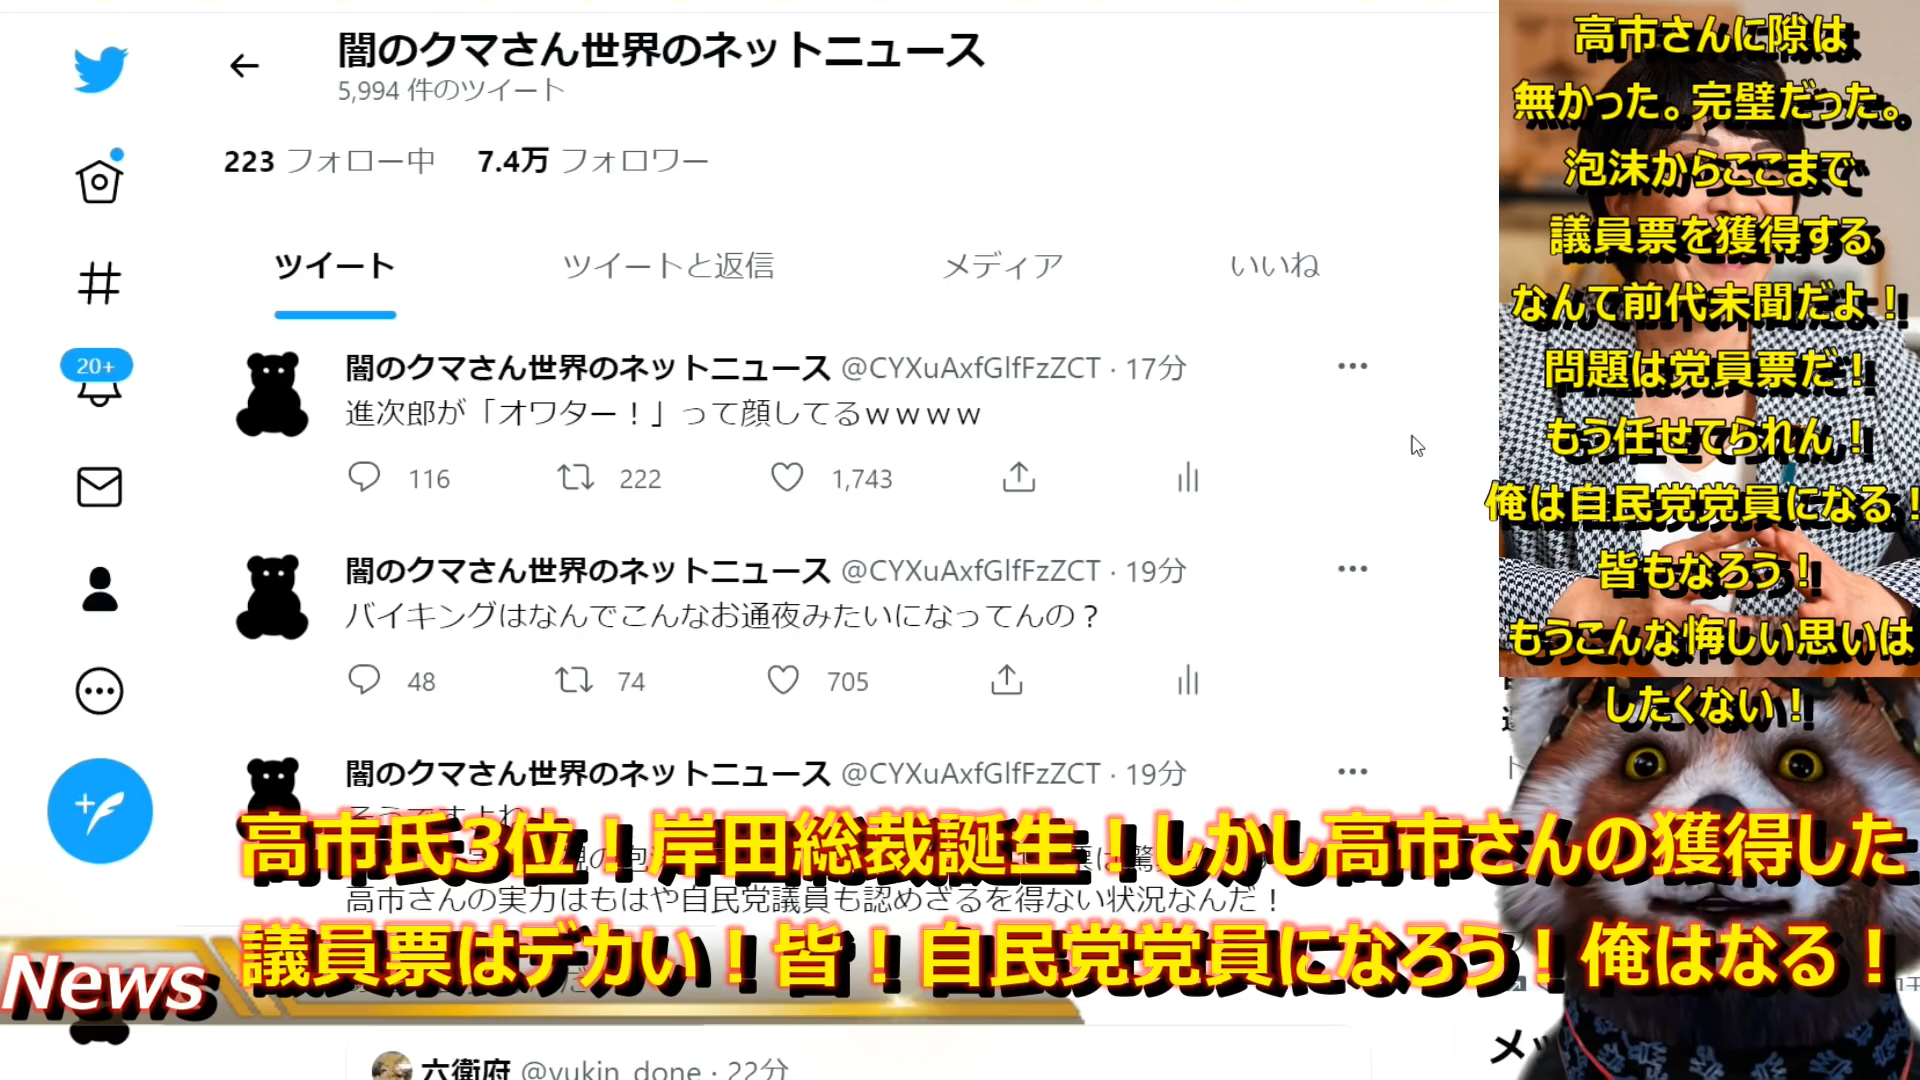 闇のクマさん世界のネットニュース
5,994 件のツイート
223 フォロー中 7.4万 フォロワー
ツイート ツイートと返信 メディア いいね
20+
闇のクマさん世界のネットニュース @CYXuAxfGlfFzZCT · 17分
進次郎が「オワター！」って顔してるｗｗｗｗ
116 222 1,743
闇のクマさん世界のネットニュース @CYXuAxfGlfFzZCT · 19分
バイキングはなんでこんなお通夜みたいになってんの？
48 74 705
闇のクマさん世界のネットニュース @CYXuAxfGlfFzZCT · 19分
高市さんの実力はもはや自民党議員も認めざるを得ない状況なんだ！
六衛府 @yukin_done · 22分
高市さんに隙は
無かった。完璧だった。
泡沫からここまで
議員票を獲得する
なんて前代未聞だよ！
問題は党員票だ！
もう任せてられん！
俺は自民党党員になる！
皆もなろう！
もうこんな悔しい思いは
したくない！
高市氏3位！岸田総裁誕生！しかし高市さんの獲得した
議員票はデカい！皆！自民党党員になろう！俺はなる！
News